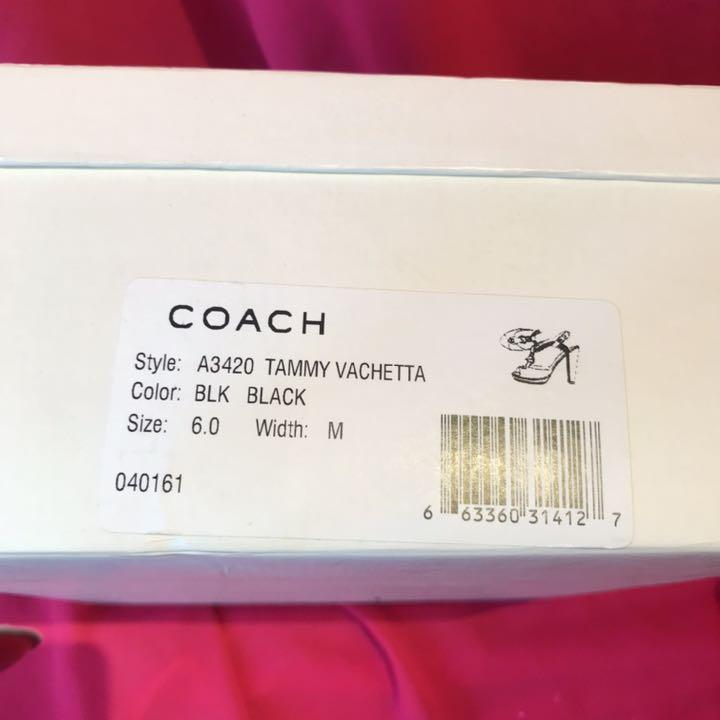 COACH
Style: A3420 TAMMY VACHETTA
Color: BLK BLACK
Size: 6.0 Width: M
040161
6 63360 31412 7